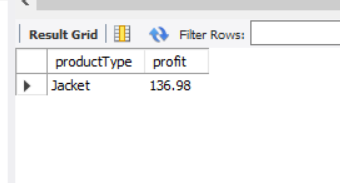 Result Grid Filter Rows:
productType profit
Jacket 136.98